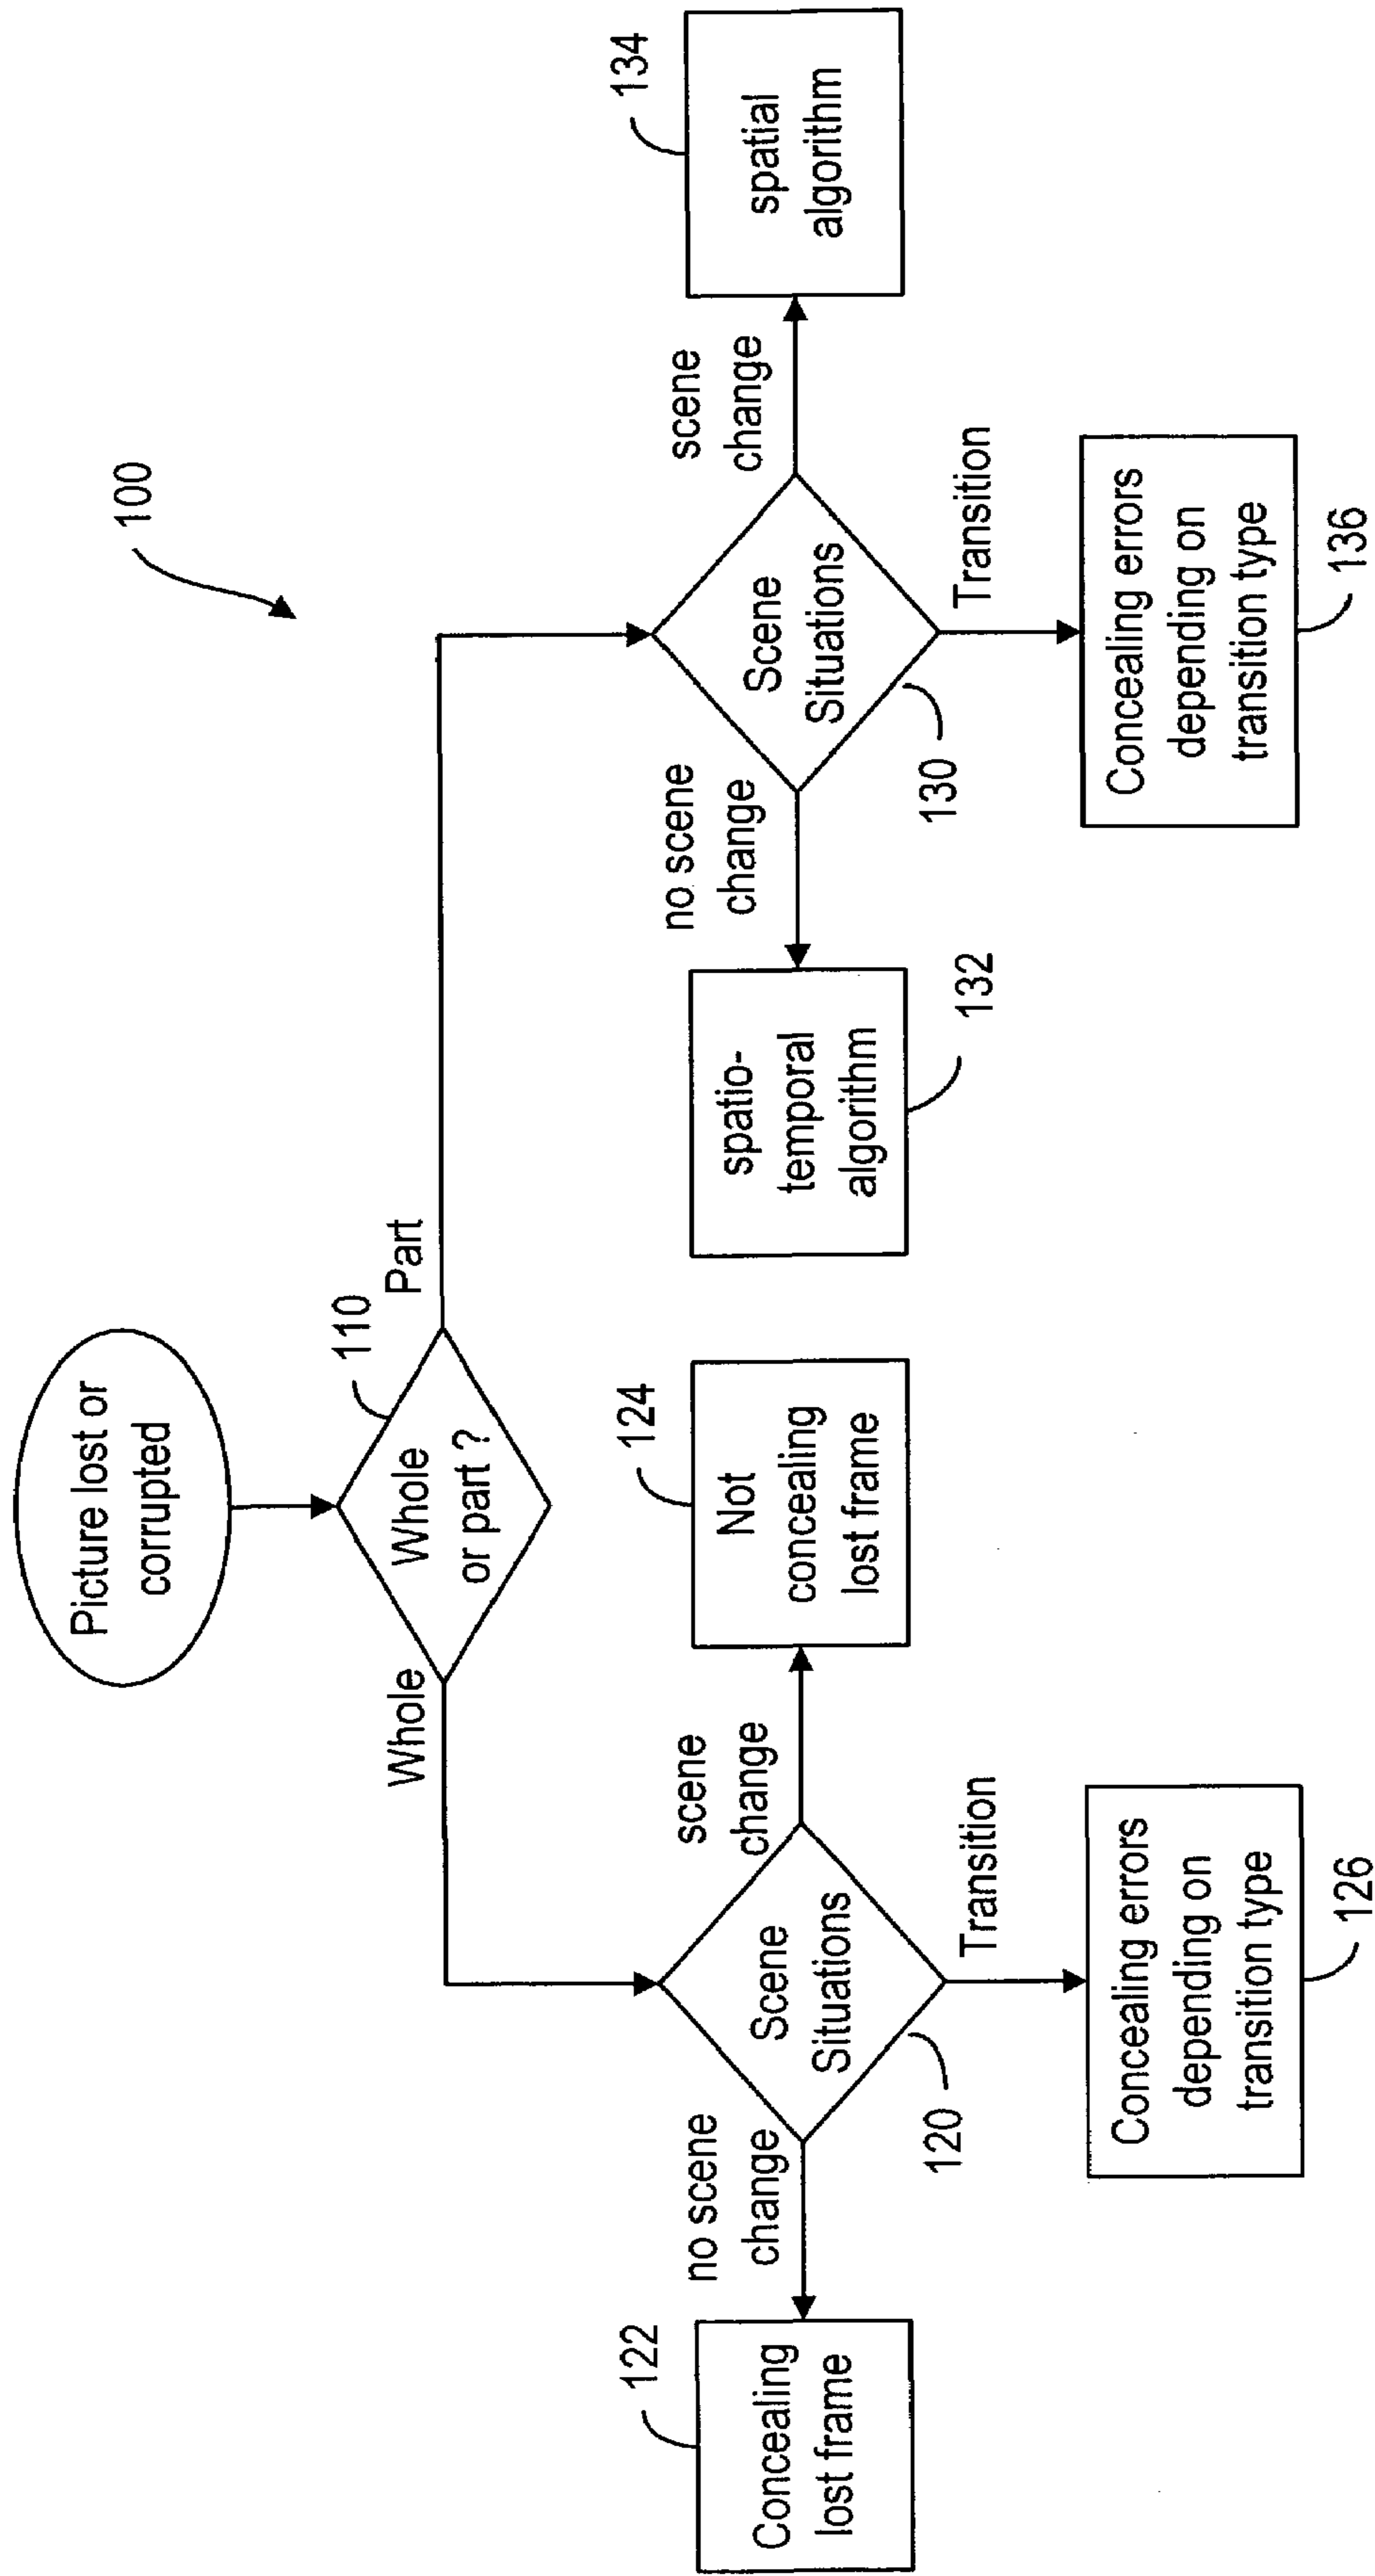 100
Picture lost or
corrupted
110
Whole
or part ?
Whole
Part
Scene
Situations
120
no scene
change
scene
change
Transition
122
Concealing
lost frame
124
Not
concealing
lost frame
Concealing errors
depending on
transition type
126
Scene
Situations
130
no scene
change
scene
change
Transition
spatio-
temporal
algorithm
132
134
spatial
algorithm
Concealing errors
depending on
transition type
136